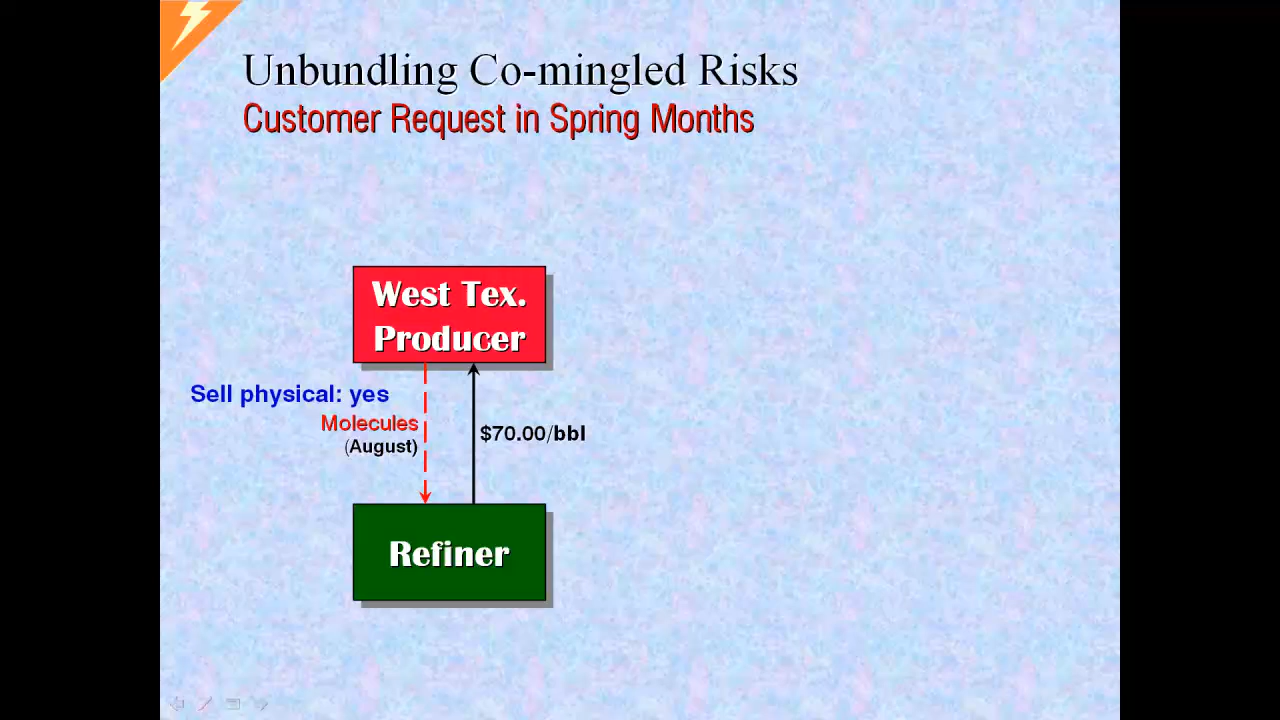 Unbundling Co-mingled Risks
Customer Request in Spring Months
West Tex.
Producer
Sell physical: yes
Molecules
(August)
$70.00/bbl
Refiner